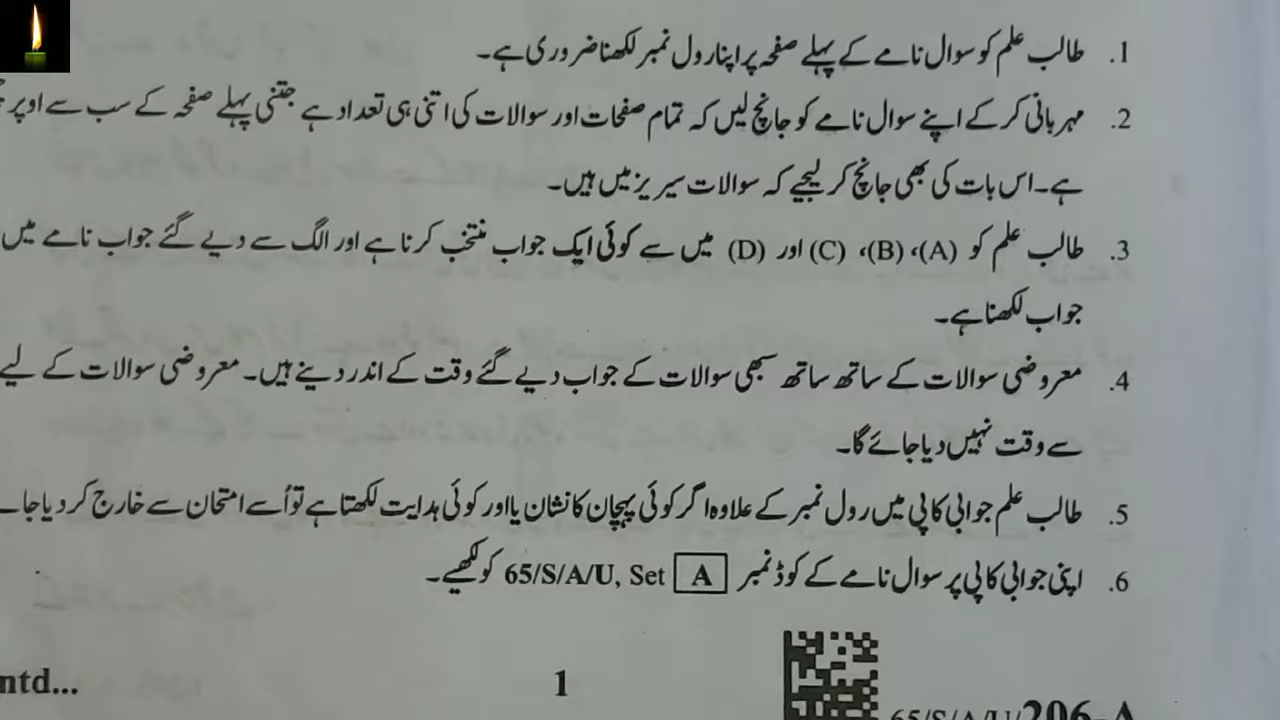 1. طالب علم کو سوال نامے کے پہلے صفحہ پر اپنا رول نمبر لکھنا ضروری ہے۔
2. مہربانی کر کے اپنے سوال نامے کو جانچ لیں کہ تمام صفحات اور سوالات کی اتنی ہی تعداد ہے جتنی پہلے صفحہ کے سب سے اوپر
ہے۔ اس بات کی بھی جانچ کر لیجیے کہ سوالات سیریز میں ہیں۔
3. طالب علم کو (A)، (B)، (C) اور (D) میں سے کوئی ایک جواب منتخب کرنا ہے اور الگ سے دیے گئے جواب نامے میں
جواب لکھنا ہے۔
4. معروضی سوالات کے ساتھ ساتھ سبھی سوالات کے جواب دیے گئے وقت کے اندر دینے ہیں۔ معروضی سوالات کے لیے
سے وقت نہیں دیا جائے گا۔
5. طالب علم جوابی کاپی میں رول نمبر کے علاوہ اگر کوئی پہچان کا نشان یا اور کوئی ہدایت لکھتا ہے تو اُسے امتحان سے خارج کر دیا جا
6. اپنی جوابی کاپی پر سوال نامے کے کوڈ نمبر 65/S/A/U, Set A کو لکھیے۔
ntd... 1
65/S/A/U/206-A